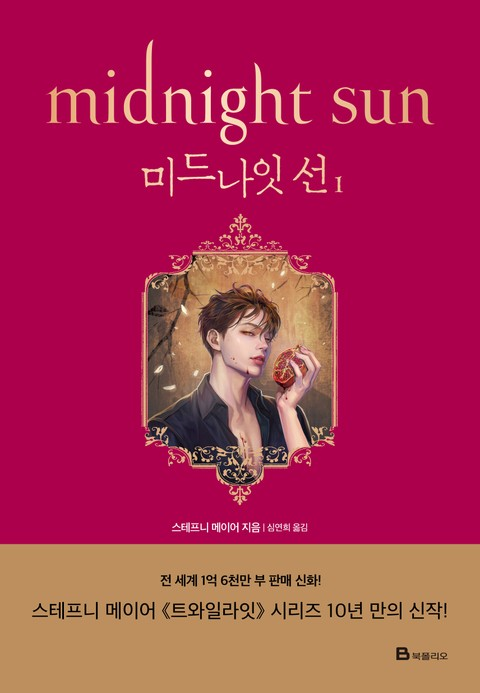 midnight sun
미드나잇 선 1
스테프니 메이어 지음 | 심연희 옮김
전 세계 1억 6천만 부 판매 신화!
스테프니 메이어 《트와일라잇》 시리즈 10년 만의 신작!
B 북폴리오